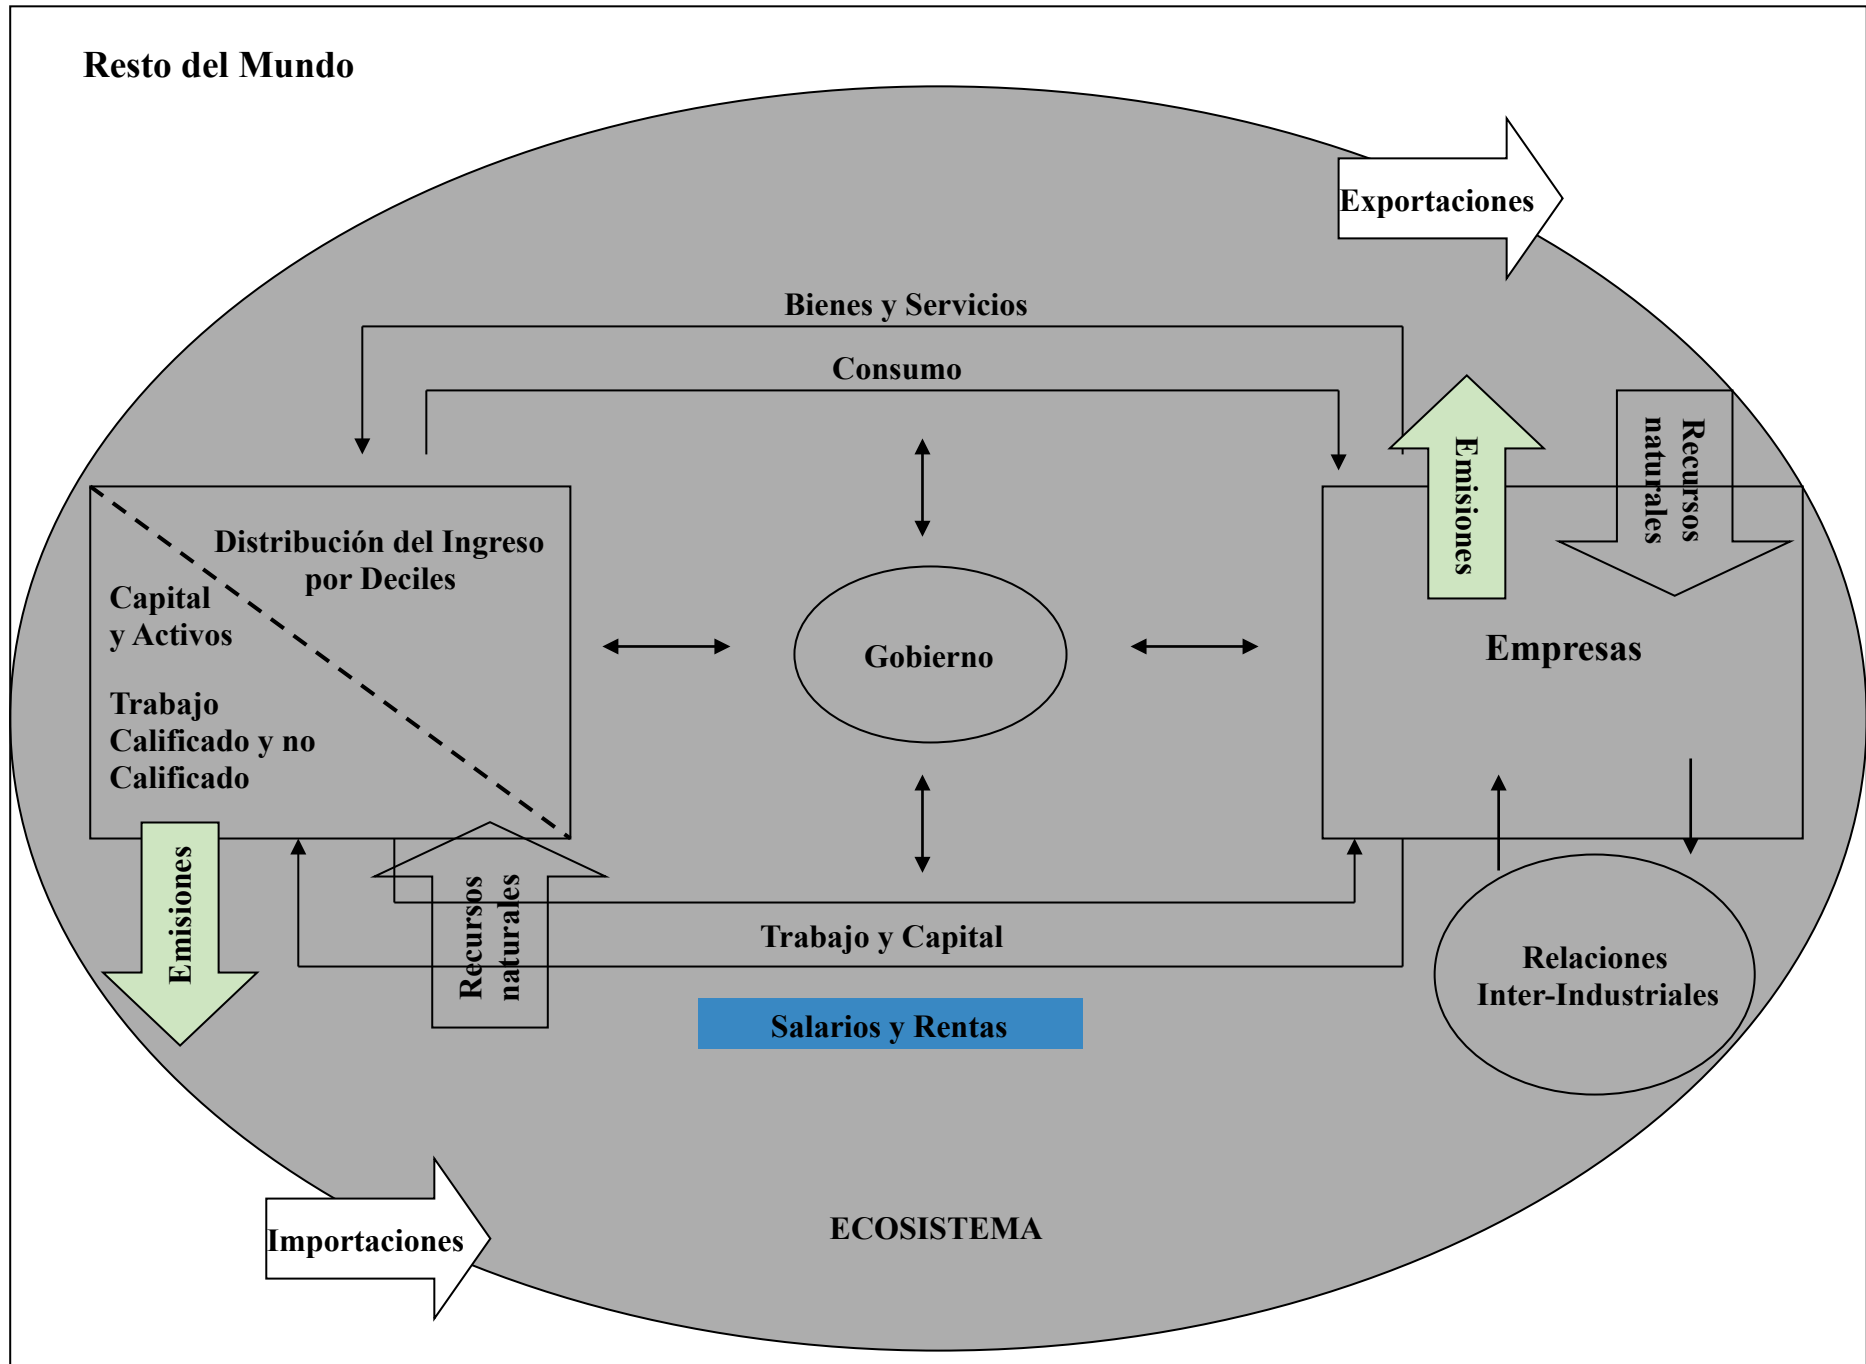 Resto del Mundo
Exportaciones
Bienes y Servicios
Consumo
Emisiones
Recursos
naturales
Distribución del Ingreso
por Deciles
Capital
y Activos
Gobierno
Empresas
Trabajo
Calificado y no
Calificado
Emisiones
Recursos
naturales
Trabajo y Capital
Relaciones
Inter-Industriales
Salarios y Rentas
Importaciones
ECOSISTEMA